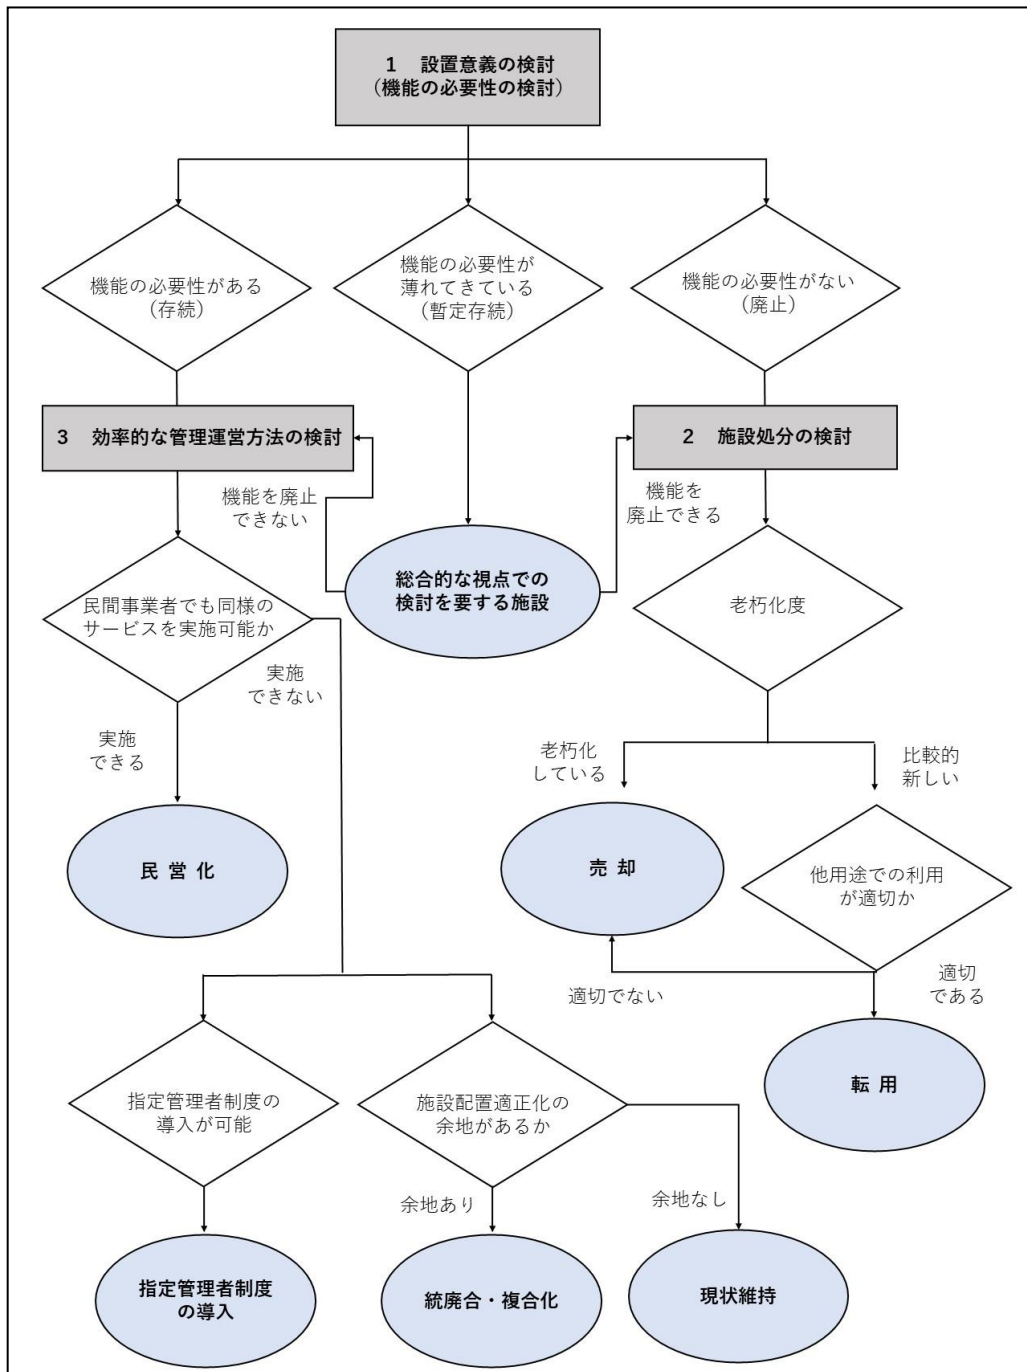 1 設置意義の検討
(機能の必要性の検討)
機能の必要性がある
(存続)
機能の必要性が
薄れてきている
(暫定存続)
機能の必要性がない
(廃止)
3 効率的な管理運営方法の検討
2 施設処分の検討
機能を廃止
できない
機能を
廃止できる
総合的な視点での
検討を要する施設
民間事業者でも同様の
サービスを実施可能か
老朽化度
実施
できない
実施
できる
老朽化
している
比較的
新しい
民営化
売却
他用途での利用
が適切か
適切でない
適切
である
転用
指定管理者制度の
導入が可能
施設配置適正化の
余地があるか
余地あり
余地なし
指定管理者制度
の導入
統廃合・複合化
現状維持